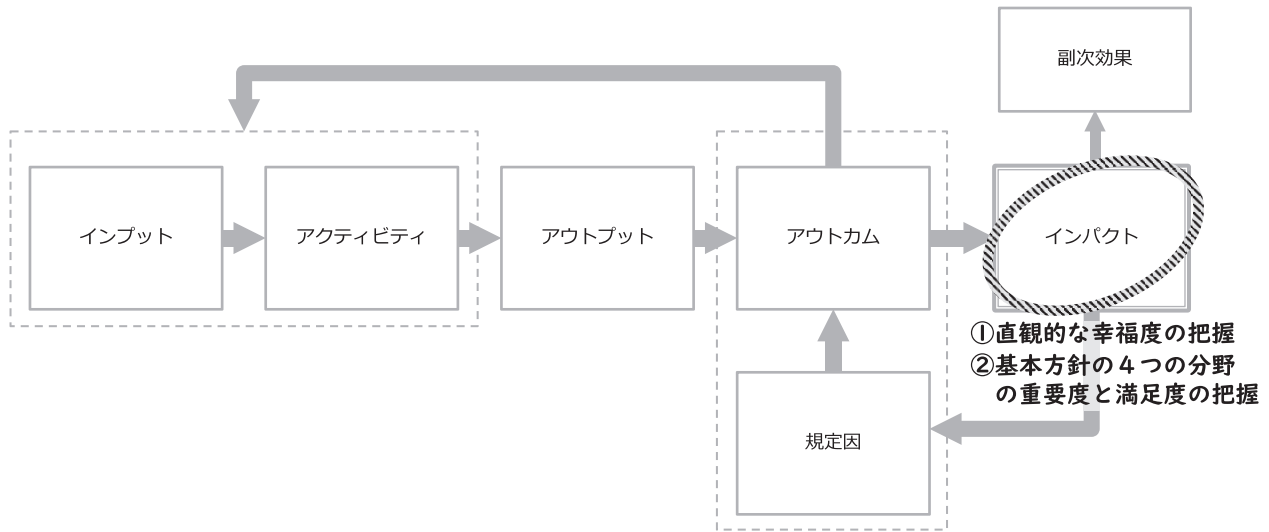 副次効果
インプット
アクティビティ
アウトプット
アウトカム
インパクト
①直観的な幸福度の把握
②基本方針の４つの分野
の重要度と満足度の把握
規定因